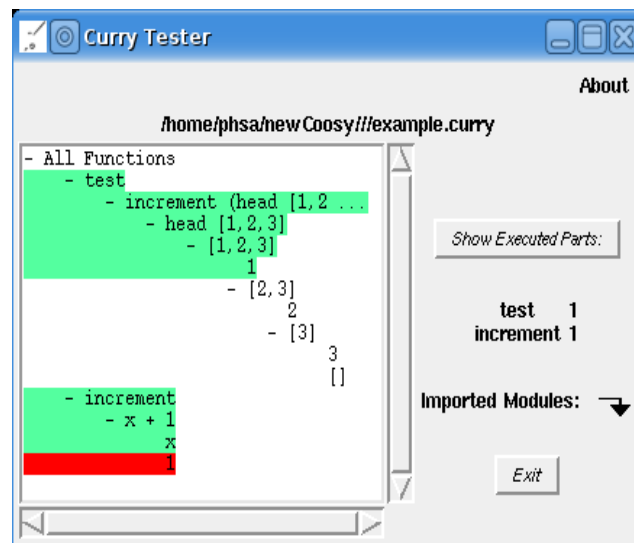 Curry Tester
About
/home/phsa/newCoosy///example.curry
- All Functions
- test
- increment (head [1,2 ...
- head [1,2,3]
- [1,2,3]
1
- [2,3]
2
- [3]
3
[]
- increment
- x + 1
x
1
Show Executed Parts:
test 1
increment 1
Imported Modules:
Exit